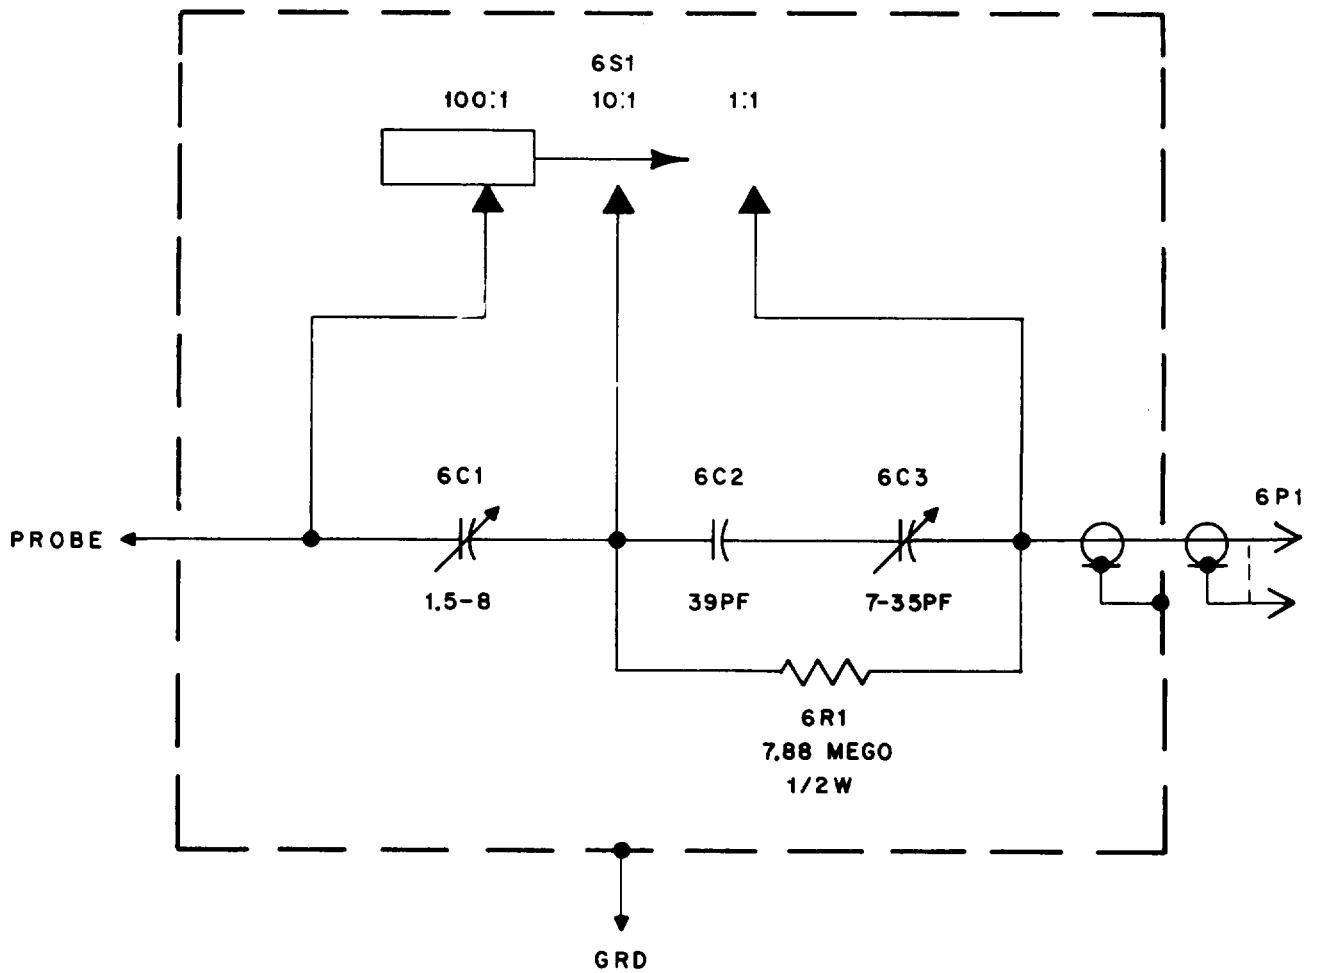 6S1
100:1 10:1 1:1
6C1 6C2 6C3
6P1
PROBE
1.5-8 39PF 7-35PF
6R1
7.88 MEGO
1/2W
GRD